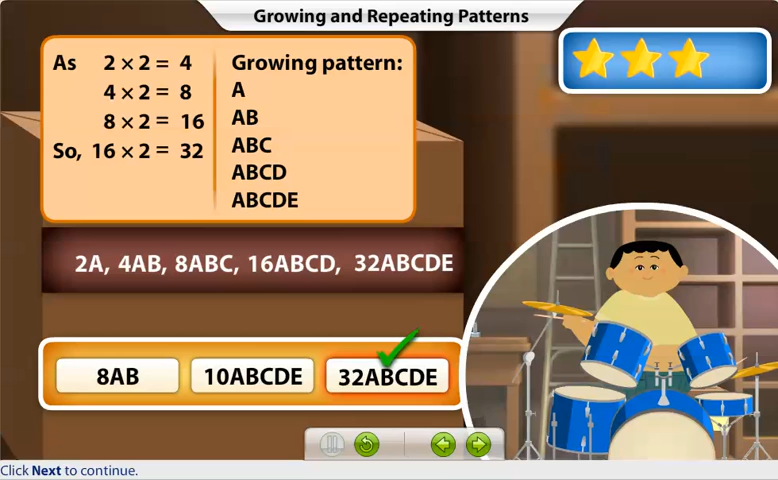 Growing and Repeating Patterns
As 2 × 2 = 4
4 × 2 = 8
8 × 2 = 16
So, 16 × 2 = 32
Growing pattern:
A
AB
ABC
ABCD
ABCDE
2A, 4AB, 8ABC, 16ABCD, 32ABCDE
8AB
10ABCDE
32ABCDE
Click Next to continue.